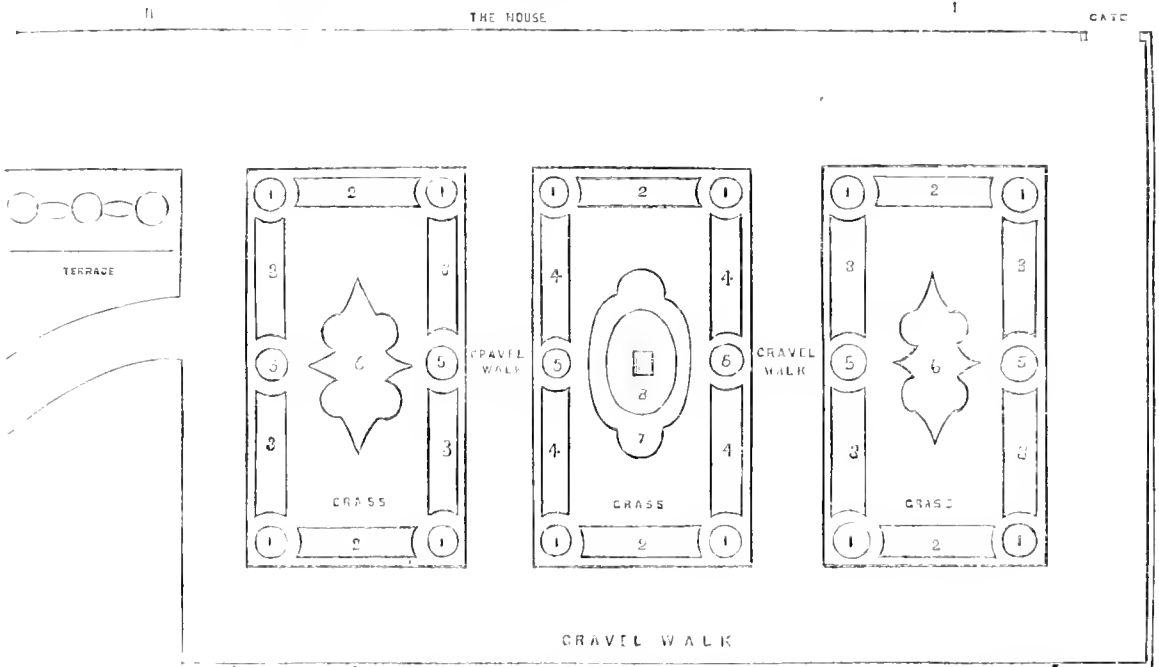 THE HOUSE
GATE
1 2 1 1 2 1 1 2 1
TERRACE
3 3 4 4 3 3
5 6 5 GRAVEL WALK 5 5 GRAVEL WALK 5 6 5
8
7
3 3 4 4 3 3
GRASS GRASS GRASS
1 2 1 1 2 1 1 2 1
GRAVEL WALK